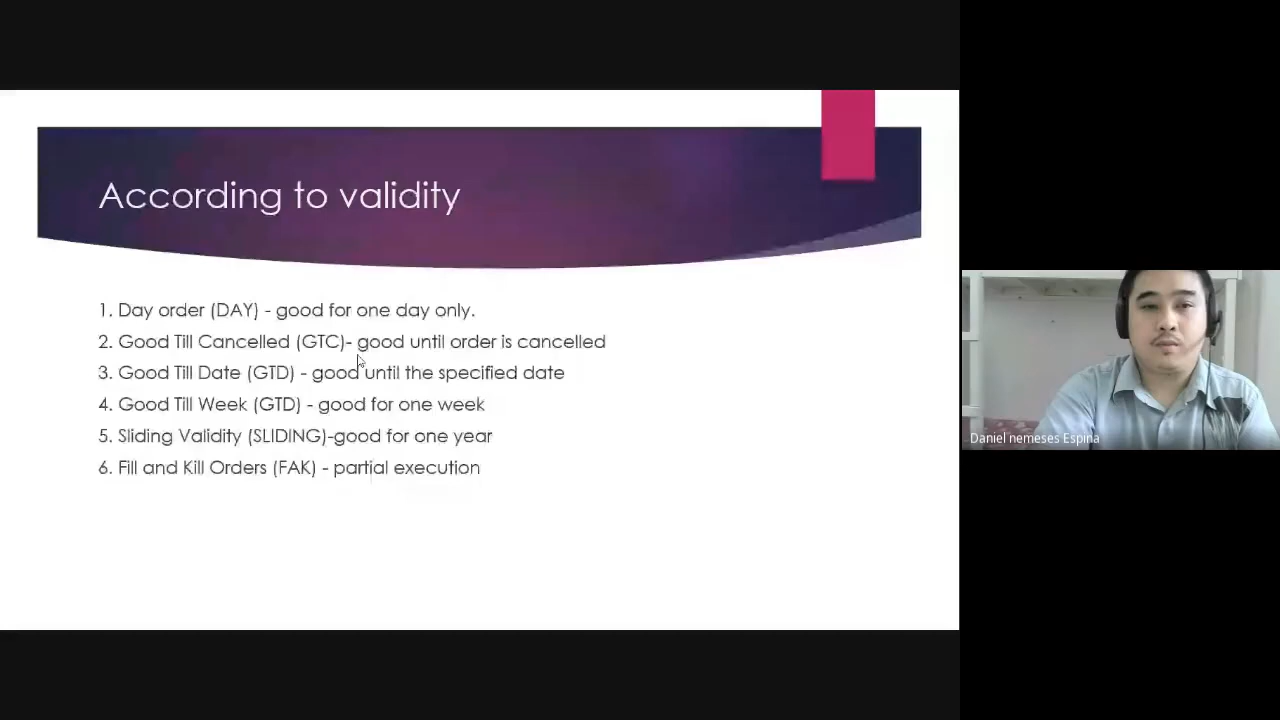 According to validity
1. Day order (DAY) - good for one day only.
2. Good Till Cancelled (GTC)- good until order is cancelled
3. Good Till Date (GTD) - good until the specified date
4. Good Till Week (GTD) - good for one week
5. Sliding Validity (SLIDING)-good for one year
6. Fill and Kill Orders (FAK) - partial execution
Daniel nemeses Espina